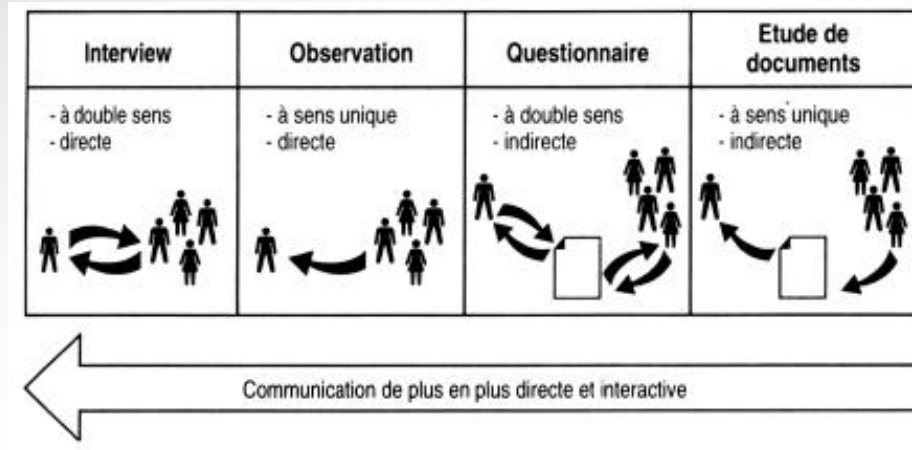 Interview
Observation
Questionnaire
Etude de
documents
- à double sens
- directe
- à sens unique
- directe
- à double sens
- indirecte
- à sens unique
- indirecte
Communication de plus en plus directe et interactive